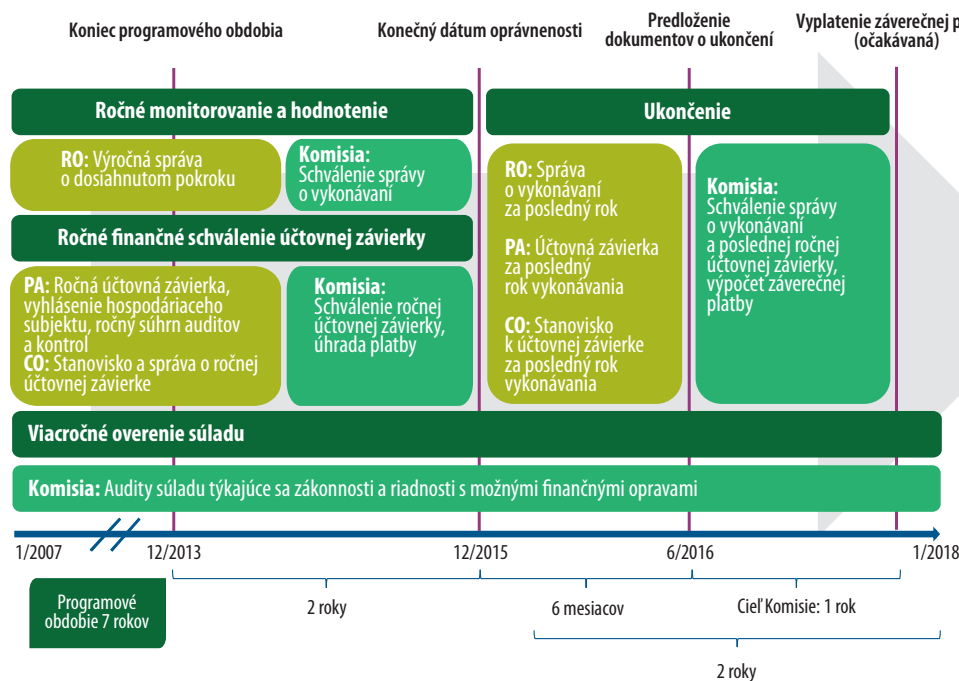 Koniec programového obdobia
Konečný dátum oprávnenosti
Predloženie
dokumentov o ukončení
Vyplatenie záverečnej p
(očakávaná)
Ročné monitorovanie a hodnotenie
Ukončenie
RO: Výročná správa
o dosiahnutom pokroku
Komisia:
Schválenie správy
o vykonávaní
Ročné finančné schválenie účtovnej závierky
PA: Ročná účtovná závierka,
vyhlásenie hospodáriaceho
subjektu, ročný súhrn auditov
a kontrol
CO: Stanovisko a správa o ročnej
účtovnej závierke
Komisia:
Schválenie ročnej
účtovnej závierky,
úhrada platby
RO: Správa
o vykonávaní
za posledný rok
PA: Účtovná závierka
za posledný
rok vykonávania
CO: Stanovisko
k účtovnej závierke
za posledný rok
vykonávania
Komisia:
Schválenie správy
o vykonávaní
a poslednej ročnej
účtovnej závierky,
výpočet záverečnej
platby
Viacročné overenie súladu
Komisia: Audity súladu týkajúce sa zákonnosti a riadnosti s možnými finančnými opravami
1/2007
12/2013
12/2015
6/2016
1/2018
Programové
obdobie 7 rokov
2 roky
6 mesiacov
Cieľ Komisie: 1 rok
2 roky